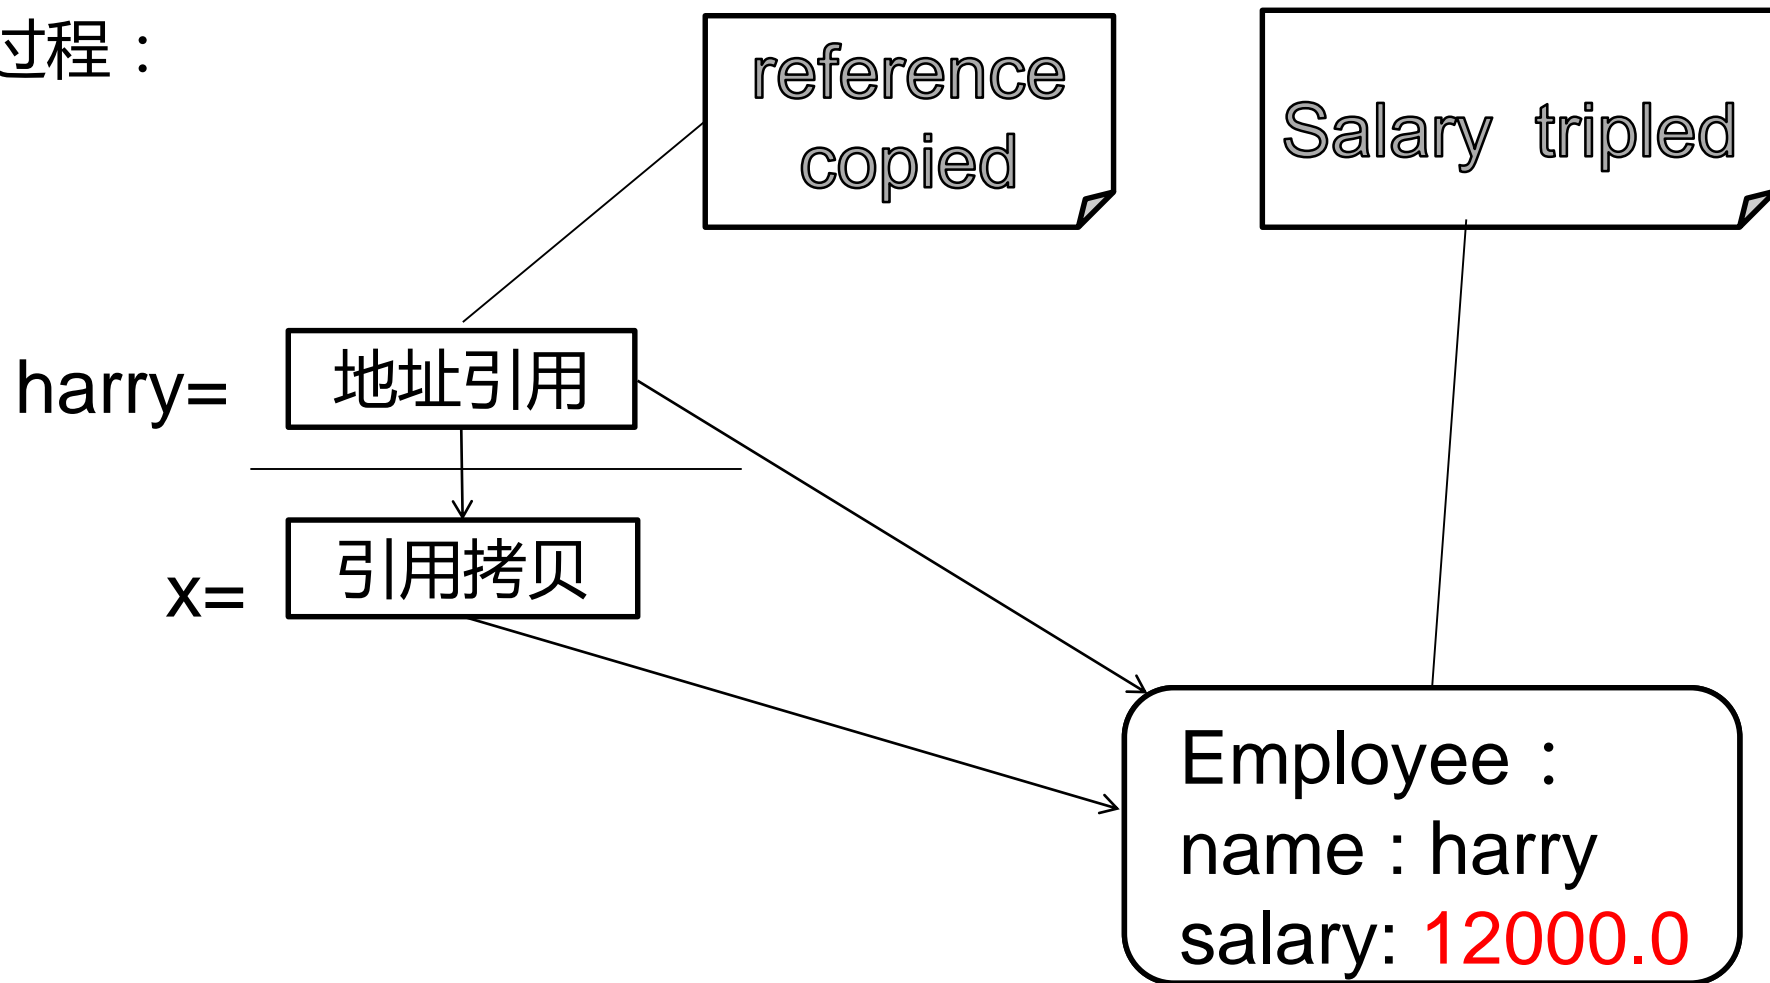 过程：
reference
copied
Salary tripled
harry=
地址引用
x=
引用拷贝
Employee：
name：harry
salary: 12000.0